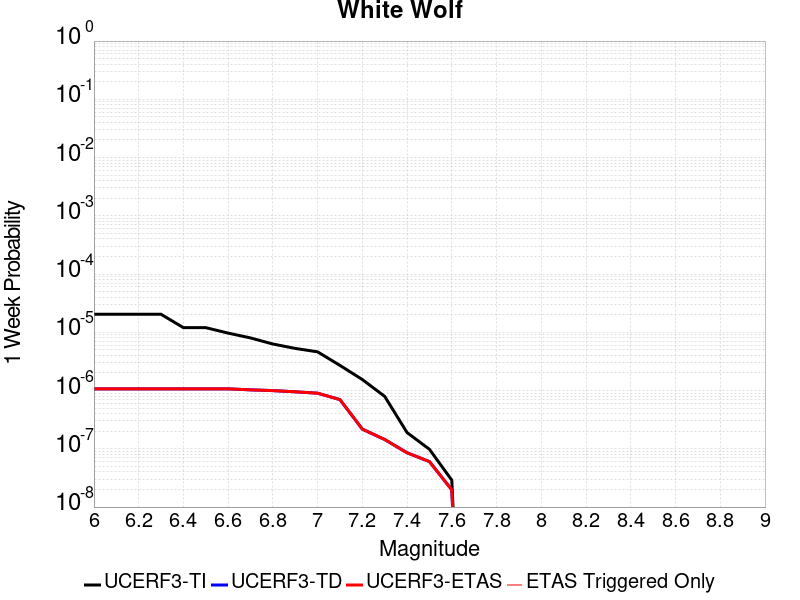 White Wolf
10^0
10^-1
10^-2
10^-3
10^-4
10^-5
10^-6
10^-7
10^-8
1 Week Probability
6 6.2 6.4 6.6 6.8 7 7.2 7.4 7.6 7.8 8 8.2 8.4 8.6 8.8 9
Magnitude
UCERF3-TI UCERF3-TD UCERF3-ETAS ETAS Triggered Only